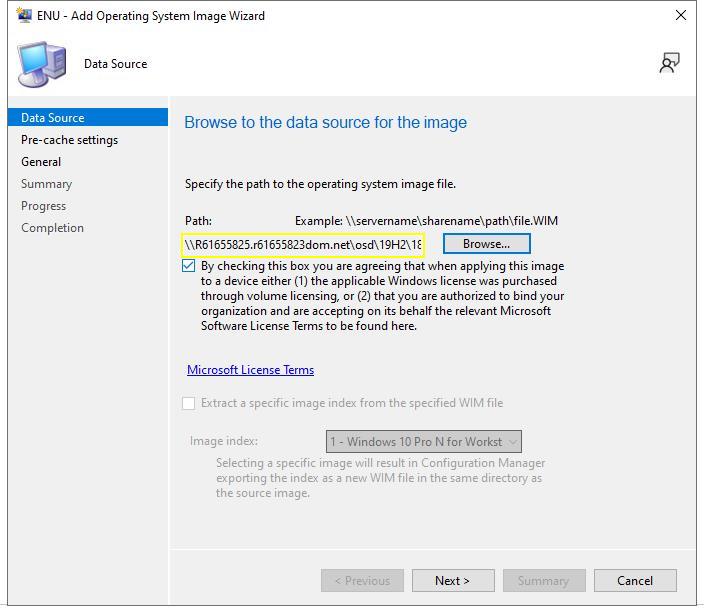 ENU - Add Operating System Image Wizard
Data Source
Data Source
Pre-cache settings
General
Summary
Progress
Completion
Browse to the data source for the image
Specify the path to the operating system image file.
Path: Example: \\servername\sharename\path\file.WIM
\\R61655825.r61655823dom.net\osd\19H2\18 Browse...
By checking this box you are agreeing that when applying this image
to a device either (1) the applicable Windows license was purchased
through volume licensing, or (2) that you are authorized to bind your
organization and are accepting on its behalf the relevant Microsoft
Software License Terms to be found here.
Microsoft License Terms
Extract a specific image index from the specified WIM file
Image index: 1 - Windows 10 Pro N for Workst
Selecting a specific image will result in Configuration Manager
exporting the index as a new WIM file in the same directory as
the source image.
< Previous Next > Summary Cancel